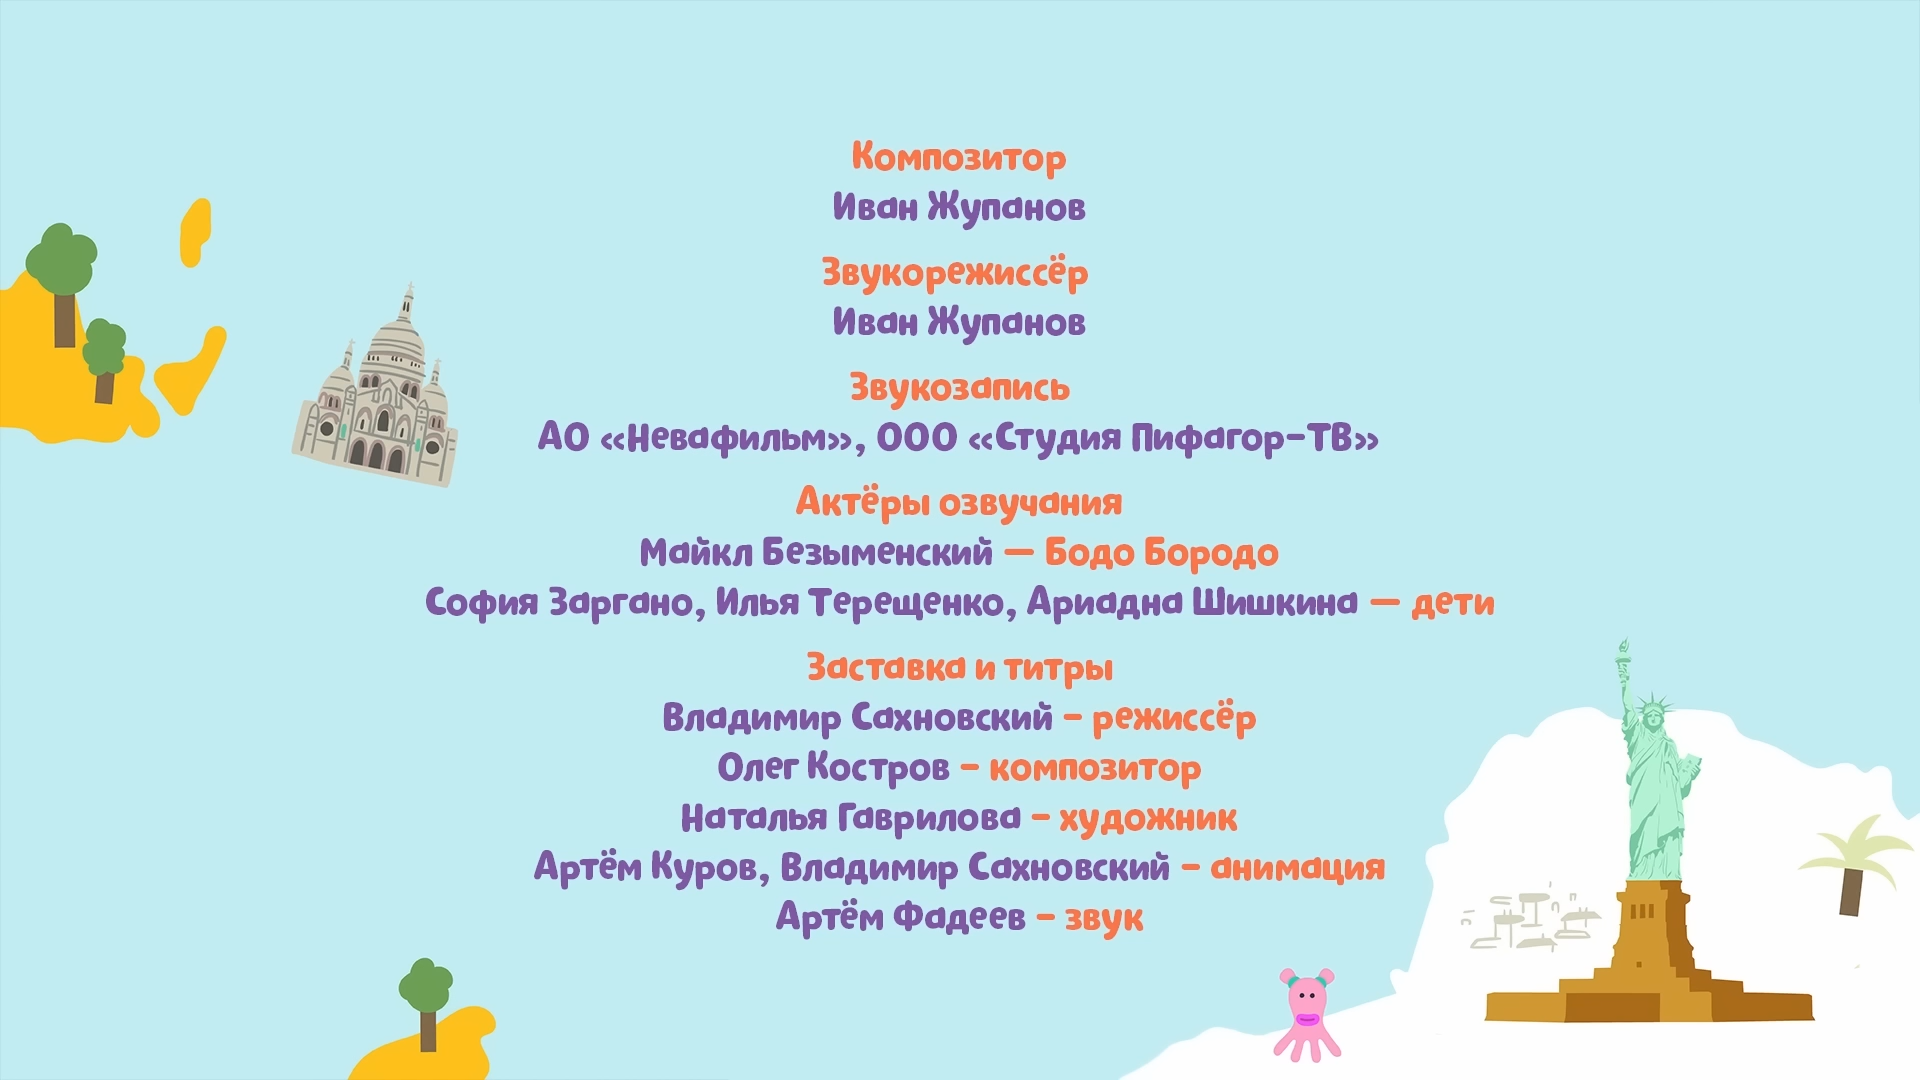 Композитор
Иван Жупанов
Звукорежиссёр
Иван Жупанов
Звукозапись
АО «Невафильм», ООО «Студия Пифагор-ТВ»
Актёры озвучания
Майкл Безыменский — Бодо Бородо
София Заргано, Илья Терещенко, Ариадна Шишкина — дети
Заставка и титры
Владимир Сахновский - режиссёр
Олег Костров - композитор
Наталья Гаврилова - художник
Артём Куров, Владимир Сахновский - анимация
Артём Фадеев - звук